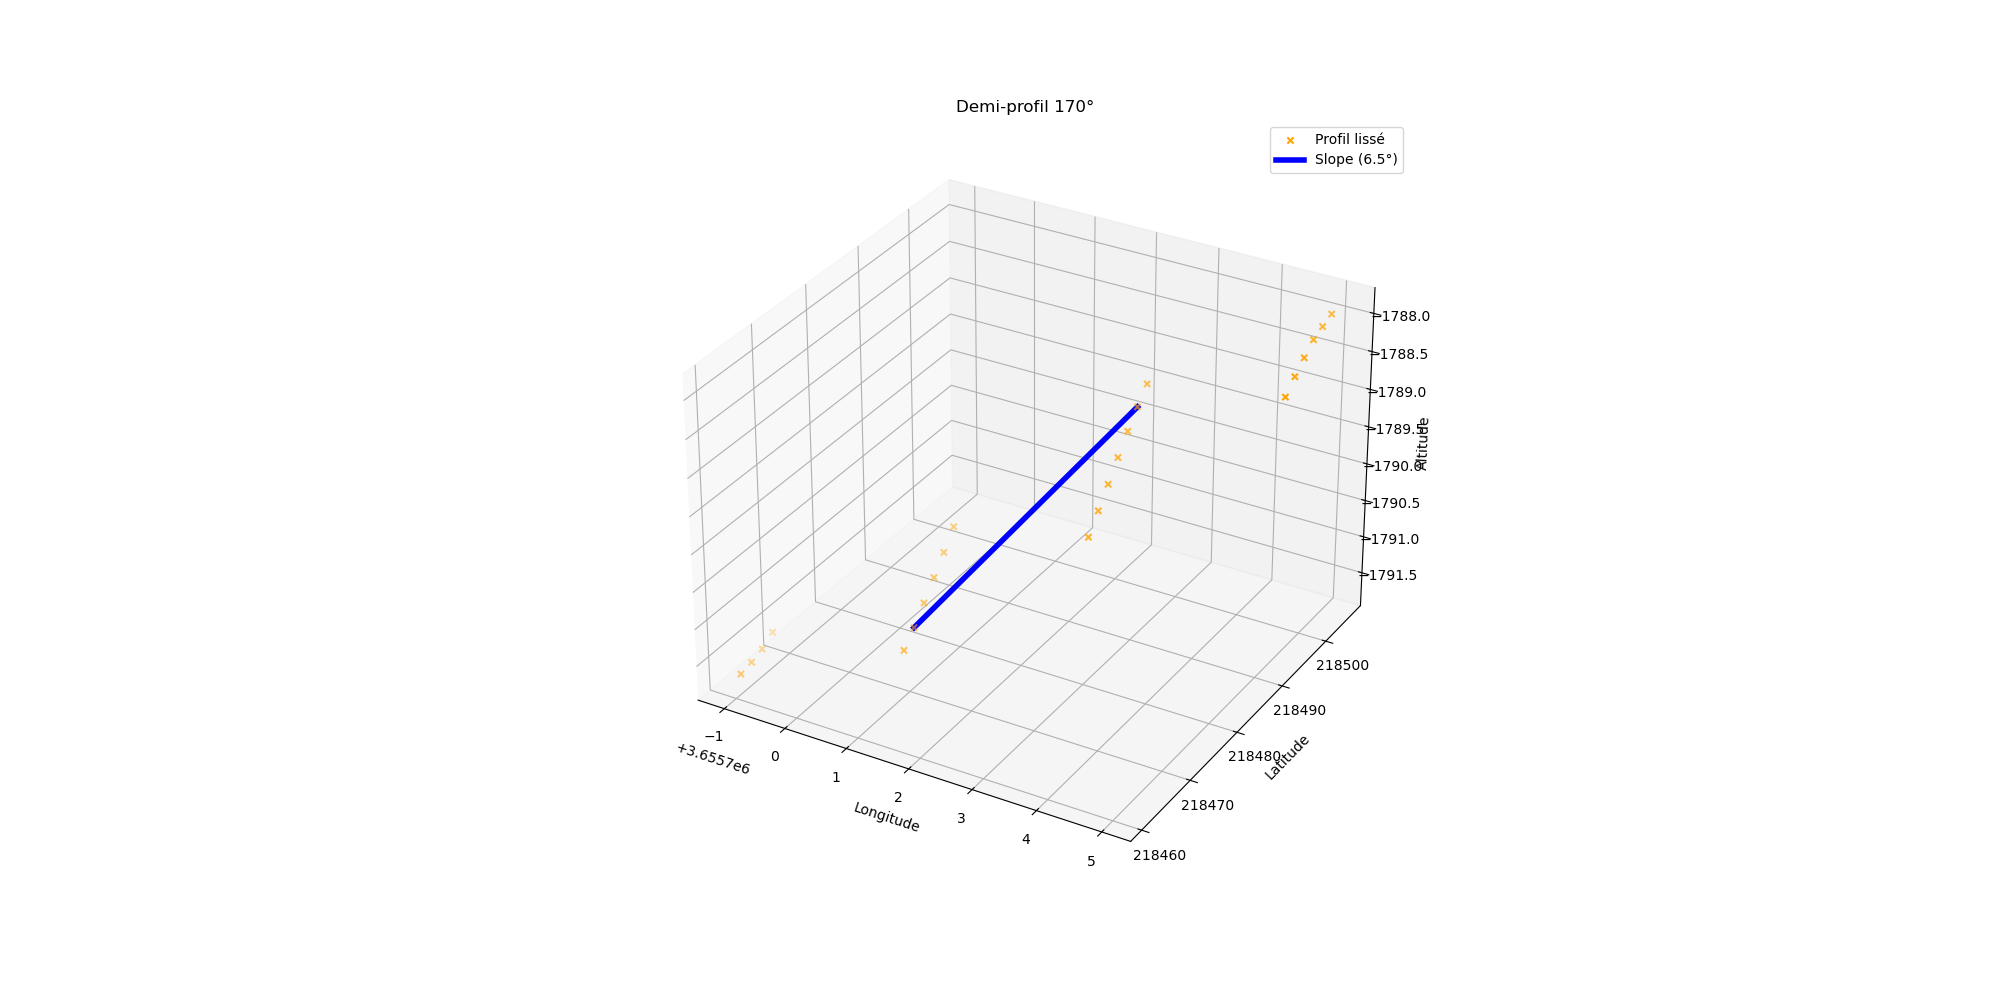 Demi-profil 170°
Profil lissé
Slope (6.5°)
−1788.0
−1788.5
−1789.0
−1789.5
−1790.0
−1790.5
−1791.0
−1791.5
Altitude
218500
218490
218480
218470
218460
Latitude
−1
0
1
2
3
4
5
+3.6557e6
Longitude